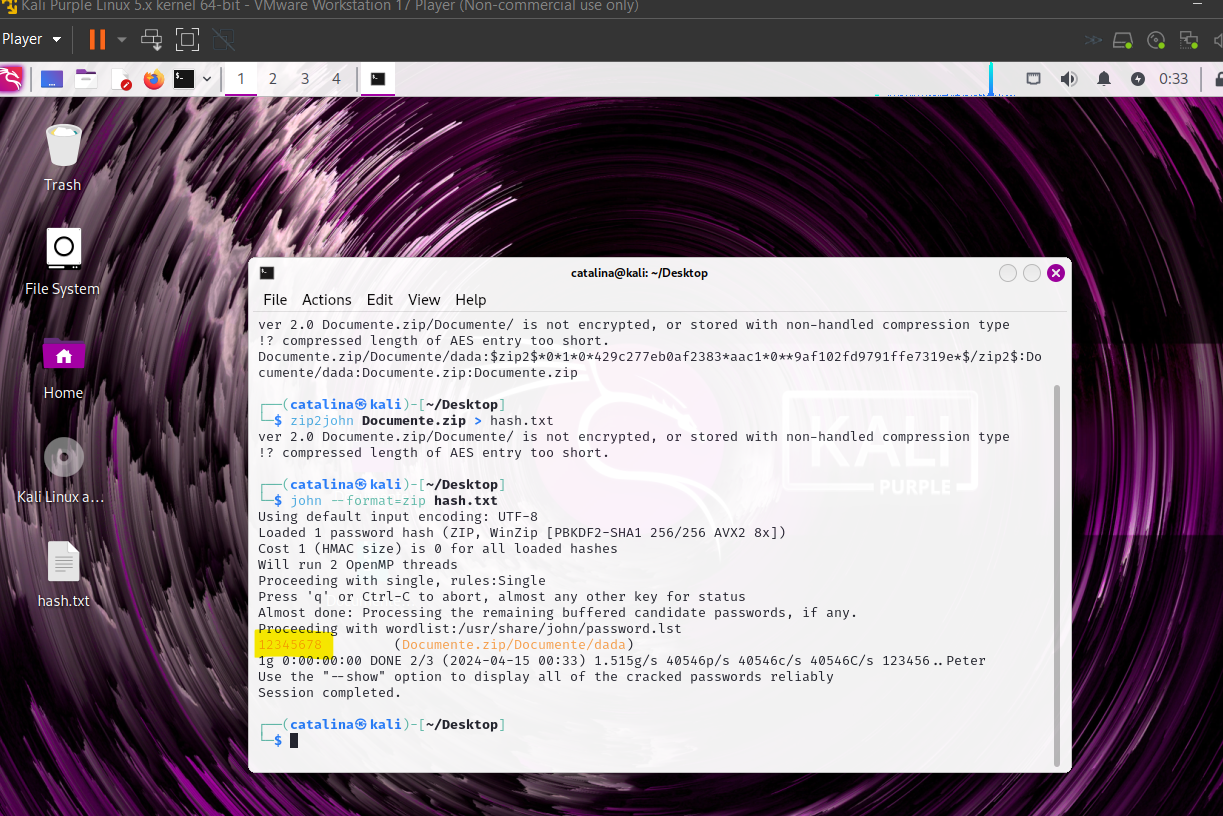 Kali Purple Linux 5.x kernel 64-bit - VMware Workstation 17 Player (Non-commercial use only)
Player
1 2 3 4
0:33
Trash
File System
Home
Kali Linux a...
hash.txt
catalina@kali: ~/Desktop
File Actions Edit View Help
ver 2.0 Documente.zip/Documente/ is not encrypted, or stored with non-handled compression type
!? compressed length of AES entry too short.
Documente.zip/Documente/dada:$zip2$*0*1*0*429c277eb0af2383*aac1*0**9af102fd9791ffe7319e*$/zip2$:Do
cumente/dada:Documente.zip:Documente.zip
┌──(catalina㉿kali)-[~/Desktop]
└─$ zip2john Documente.zip > hash.txt
ver 2.0 Documente.zip/Documente/ is not encrypted, or stored with non-handled compression type
!? compressed length of AES entry too short.
┌──(catalina㉿kali)-[~/Desktop]
└─$ john --format=zip hash.txt
Using default input encoding: UTF-8
Loaded 1 password hash (ZIP, WinZip [PBKDF2-SHA1 256/256 AVX2 8x])
Cost 1 (HMAC size) is 0 for all loaded hashes
Will run 2 OpenMP threads
Proceeding with single, rules:Single
Press 'q' or Ctrl-C to abort, almost any other key for status
Almost done: Processing the remaining buffered candidate passwords, if any.
Proceeding with wordlist:/usr/share/john/password.lst
12345678 (Documente.zip/Documente/dada)
1g 0:00:00:00 DONE 2/3 (2024-04-15 00:33) 1.515g/s 40546p/s 40546c/s 40546C/s 123456..Peter
Use the "--show" option to display all of the cracked passwords reliably
Session completed.
┌──(catalina㉿kali)-[~/Desktop]
└─$
KALI
PURPLE